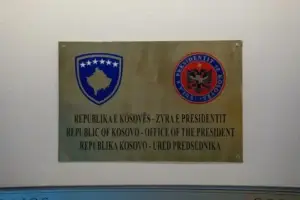 REPUBLIKA E KOSOVËS - ZYRA E PRESIDENTIT
REPUBLIC OF KOSOVO - OFFICE OF THE PRESIDENT
REPUBLIKA KOSOVO - URED PREDSEDNIKA